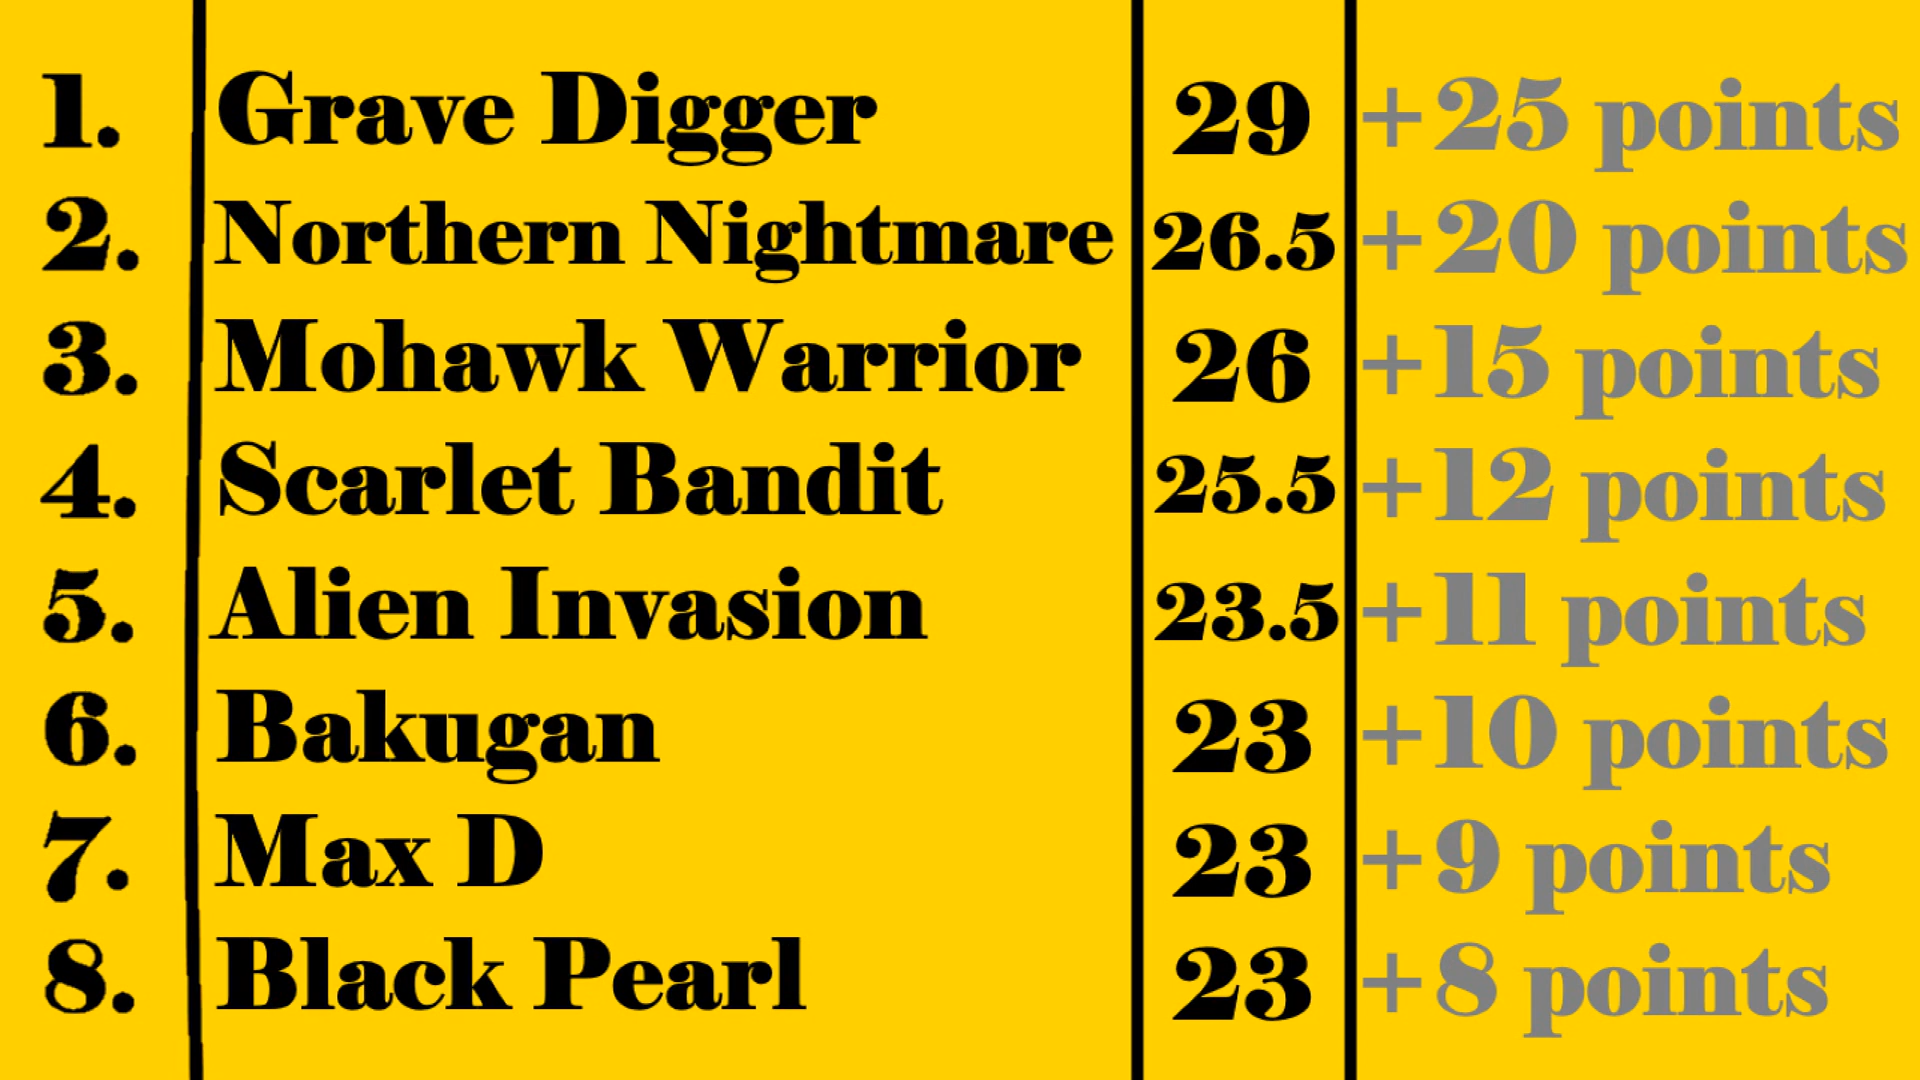 1. Grave Digger 29 +25 points
2. Northern Nightmare 26.5 +20 points
3. Mohawk Warrior 26 +15 points
4. Scarlet Bandit 25.5 +12 points
5. Alien Invasion 23.5 +11 points
6. Bakugan 23 +10 points
7. Max D 23 +9 points
8. Black Pearl 23 +8 points